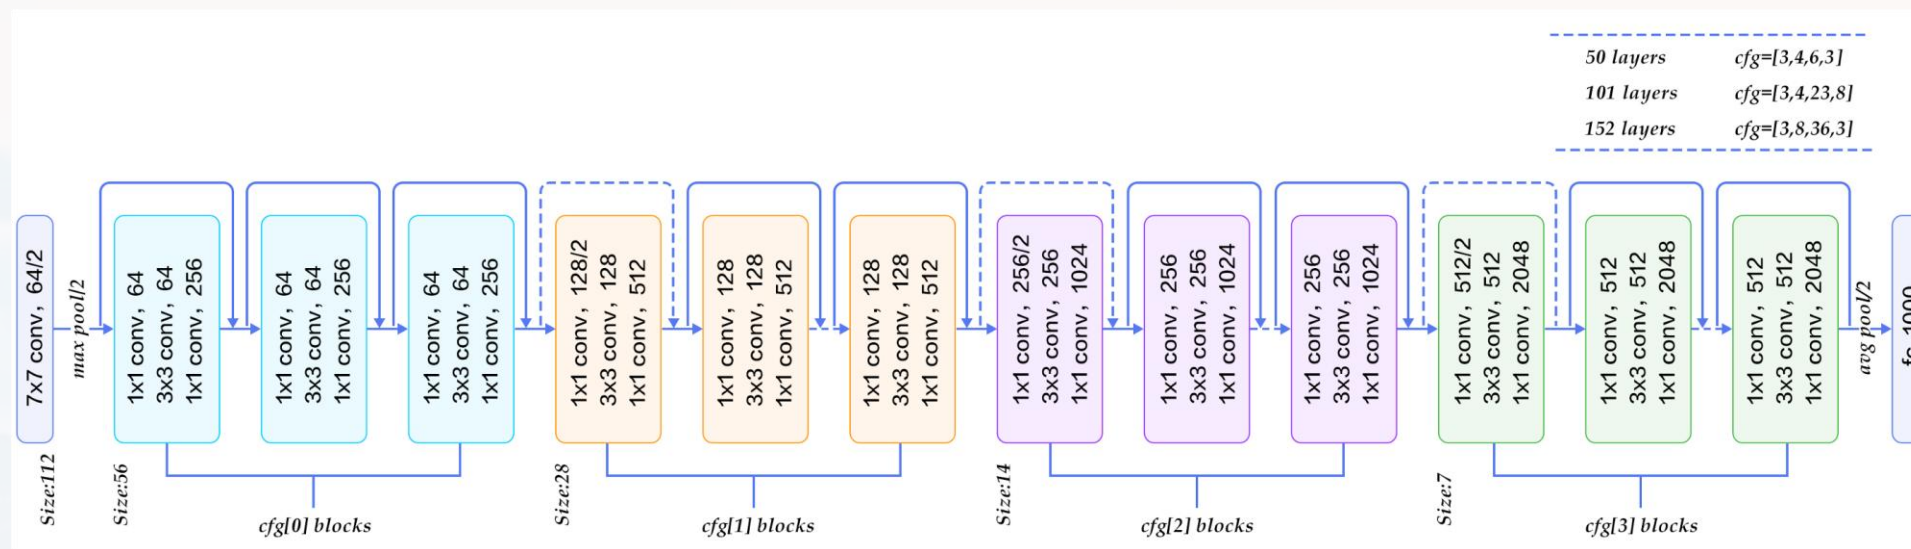 50 layers cfg=[3,4,6,3]
101 layers cfg=[3,4,23,8]
152 layers cfg=[3,8,36,3]
7x7 conv, 64/2
max pool/2
1x1 conv, 64
3x3 conv, 64
1x1 conv, 256
1x1 conv, 64
3x3 conv, 64
1x1 conv, 256
1x1 conv, 64
3x3 conv, 64
1x1 conv, 256
1x1 conv, 128/2
3x3 conv, 128
1x1 conv, 512
1x1 conv, 128
3x3 conv, 128
1x1 conv, 512
1x1 conv, 128
3x3 conv, 128
1x1 conv, 512
1x1 conv, 256/2
3x3 conv, 256
1x1 conv, 1024
1x1 conv, 256
3x3 conv, 256
1x1 conv, 1024
1x1 conv, 256
3x3 conv, 256
1x1 conv, 1024
1x1 conv, 512/2
3x3 conv, 512
1x1 conv, 2048
1x1 conv, 512
3x3 conv, 512
1x1 conv, 2048
1x1 conv, 512
3x3 conv, 512
1x1 conv, 2048
avg pool/2
Size:112
Size:56
cfg[0] blocks
Size:28
cfg[1] blocks
Size:14
cfg[2] blocks
Size:7
cfg[3] blocks